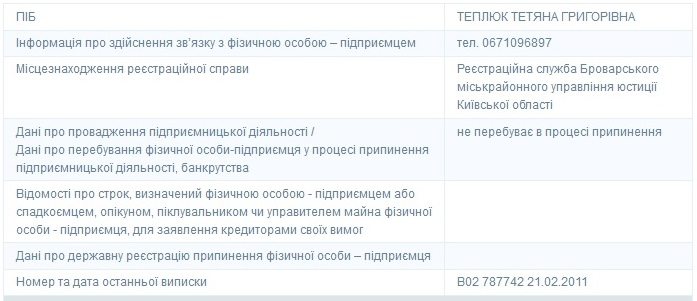 ПІБ
ТЕПЛЮК ТЕТЯНА ГРИГОРІВНА
Інформація про здійснення зв'язку з фізичною особою – підприємцем
тел. 0671096897
Місцезнаходження реєстраційної справи
Реєстраційна служба Броварського
міськрайонного управління юстиції
Київської області
Дані про провадження підприємницької діяльності /
Дані про перебування фізичної особи-підприємця у процесі припинення
підприємницької діяльності, банкрутства
не перебуває в процесі припинення
Відомості про строк, визначений фізичною особою - підприємцем або
спадкоємцем, опікуном, піклувальником чи управителем майна фізичної
особи - підприємця, для заявлення кредиторами своїх вимог
Дані про державну реєстрацію припинення фізичної особи – підприємця
Номер та дата останньої виписки
В02 787742 21.02.2011